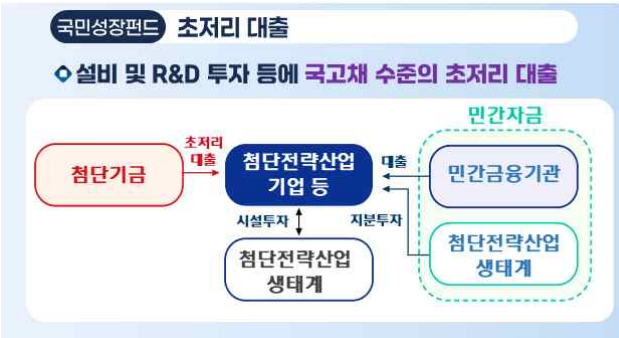 국민성장펀드 초저리 대출
설비 및 R&D 투자 등에 국고채 수준의 초저리 대출
민간자금
초저리
대출
첨단기금
첨단전략산업
기업 등
대출
민간금융기관
시설투자
지분투자
첨단전략산업
생태계
첨단전략산업
생태계